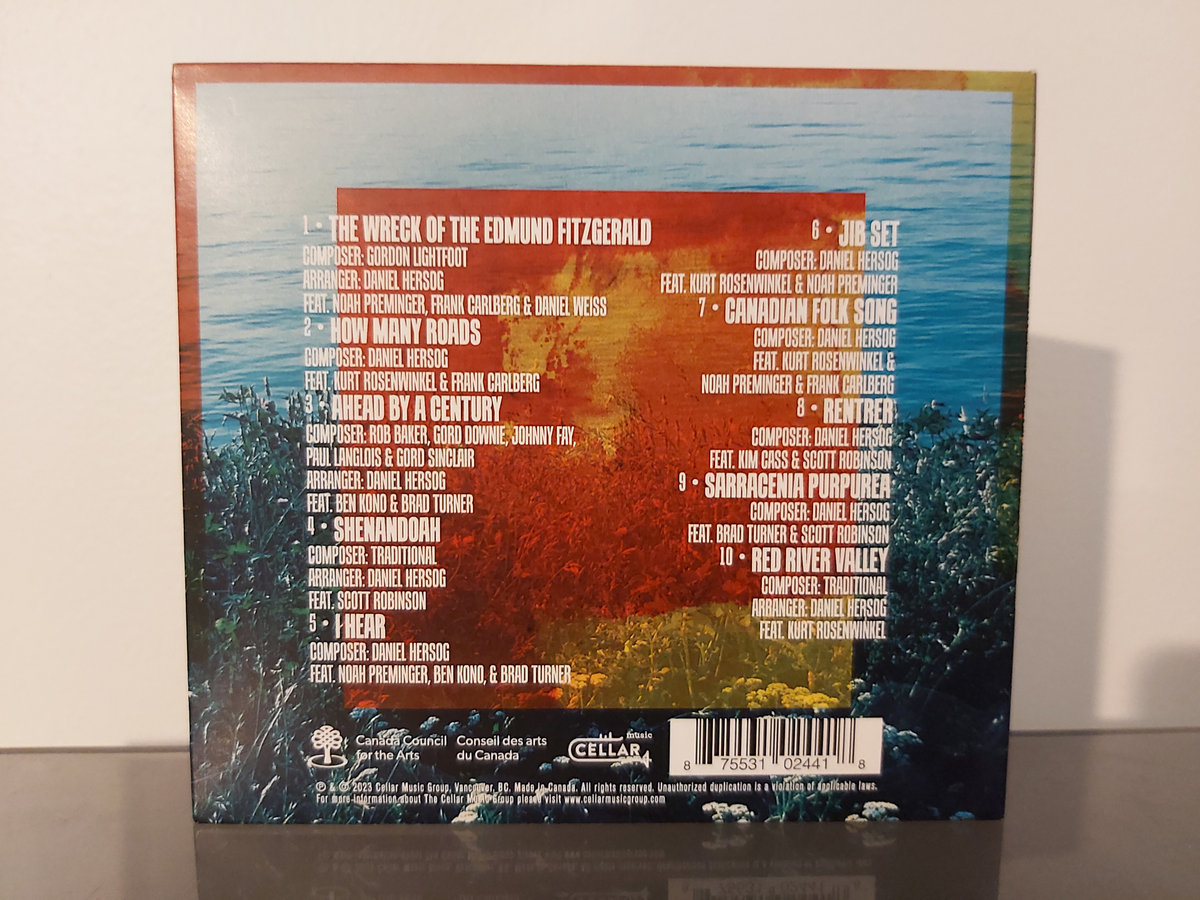 1 • THE WRECK OF THE EDMUND FITZGERALD
COMPOSER: GORDON LIGHTFOOT
ARRANGER: DANIEL HERSOG
FEAT. NOAH PREMINGER, FRANK CARLBERG & DANIEL WEISS
2 • HOW MANY ROADS
COMPOSER: DANIEL HERSOG
FEAT. KURT ROSENWINKEL & FRANK CARLBERG
3 • AHEAD BY A CENTURY
COMPOSER: ROB BAKER, GORD DOWNIE, JOHNNY FAY,
PAUL LANGLOIS & GORD SINCLAIR
ARRANGER: DANIEL HERSOG
FEAT. BEN KONO & BRAD TURNER
4 • SHENANDOAH
COMPOSER: TRADITIONAL
ARRANGER: DANIEL HERSOG
FEAT. SCOTT ROBINSON
5 • I HEAR
COMPOSER: DANIEL HERSOG
FEAT. NOAH PREMINGER, BEN KONO, & BRAD TURNER
6 • JIB SET
COMPOSER: DANIEL HERSOG
FEAT. KURT ROSENWINKEL & NOAH PREMINGER
7 • CANADIAN FOLK SONG
COMPOSER: DANIEL HERSOG
FEAT. KURT ROSENWINKEL &
NOAH PREMINGER & FRANK CARLBERG
8 • RENTRER
COMPOSER: DANIEL HERSOG
FEAT. KIM CASS & SCOTT ROBINSON
9 • SARRACENIA PURPUREA
COMPOSER: DANIEL HERSOG
FEAT. BRAD TURNER & SCOTT ROBINSON
10 • RED RIVER VALLEY
COMPOSER: TRADITIONAL
ARRANGER: DANIEL HERSOG
FEAT. KURT ROSENWINKEL
Canada Council
for the Arts
Conseil des arts
du Canada
CELLAR
music
8 75531 02441 8
℗ & © 2023 Cellar Music Group, Vancouver, BC. Made in Canada. All rights reserved. Unauthorized duplication is a violation of applicable laws.
For more information about The Cellar Music Group please visit www.cellarmusicgroup.com